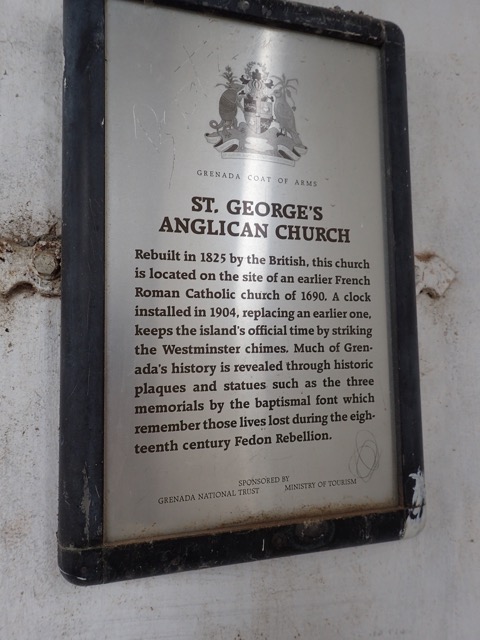 GRENADA COAT OF ARMS
ST. GEORGE'S
ANGLICAN CHURCH
Rebuilt in 1825 by the British, this church
is located on the site of an earlier French
Roman Catholic church of 1690. A clock
installed in 1904, replacing an earlier one,
keeps the island's official time by striking
the Westminster chimes. Much of Gren-
ada's history is revealed through historic
plaques and statues such as the three
memorials by the baptismal font which
remember those lives lost during the eigh-
teenth century Fedon Rebellion.
SPONSORED BY
GRENADA NATIONAL TRUST MINISTRY OF TOURISM